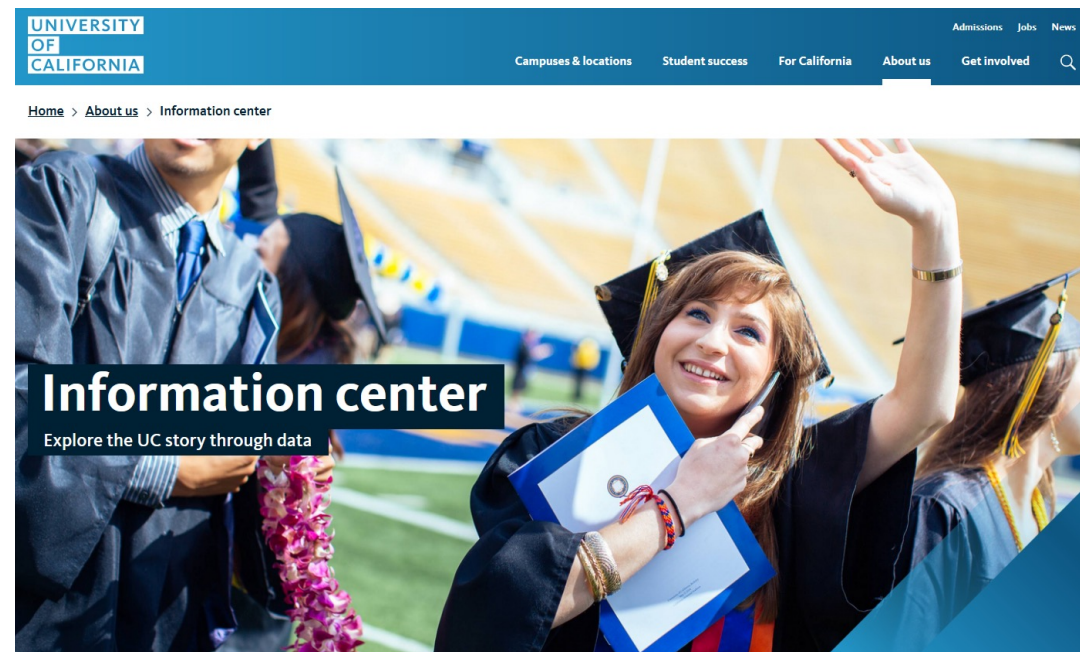 UNIVERSITY
OF
CALIFORNIA
Admissions Jobs News
Campuses & locations Student success For California About us Get involved
Home > About us > Information center
Information center
Explore the UC story through data